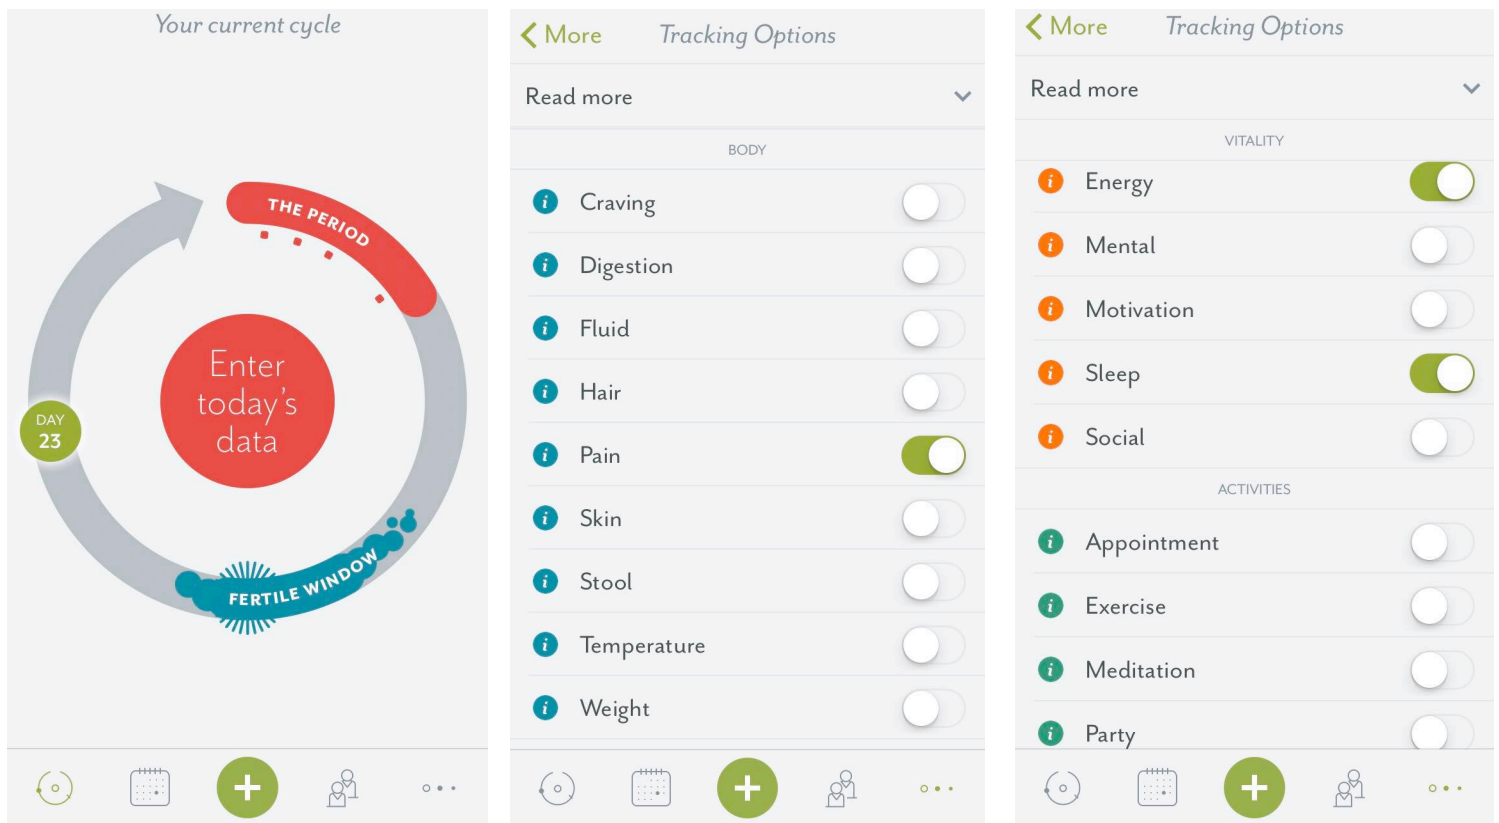 Your current cycle
THE PERIOD
Enter
today's
data
DAY
23
FERTILE WINDOW
More
Tracking Options
Read more
BODY
Craving
Digestion
Fluid
Hair
Pain
Skin
Stool
Temperature
Weight
More
Tracking Options
Read more
VITALITY
Energy
Mental
Motivation
Sleep
Social
ACTIVITIES
Appointment
Exercise
Meditation
Party